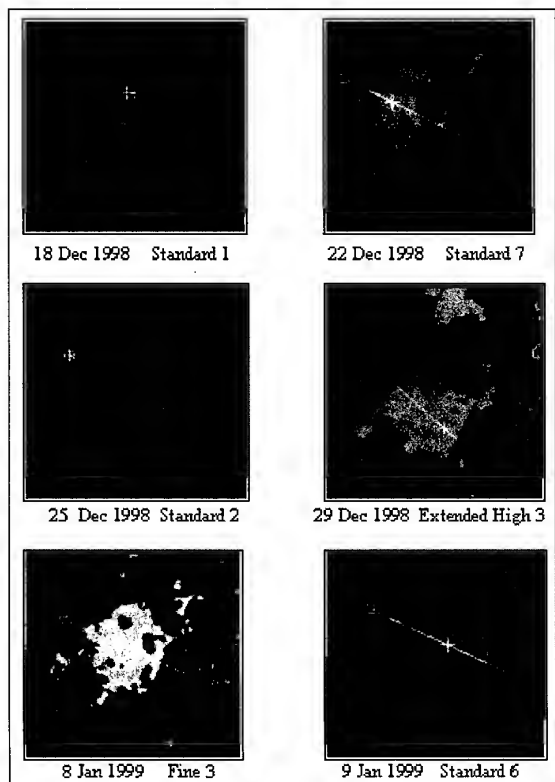 18 Dec 1998 Standard 1
22 Dec 1998 Standard 7
25 Dec 1998 Standard 2
29 Dec 1998 Extended High 3
8 Jan 1999 Fine 3
9 Jan 1999 Standard 6